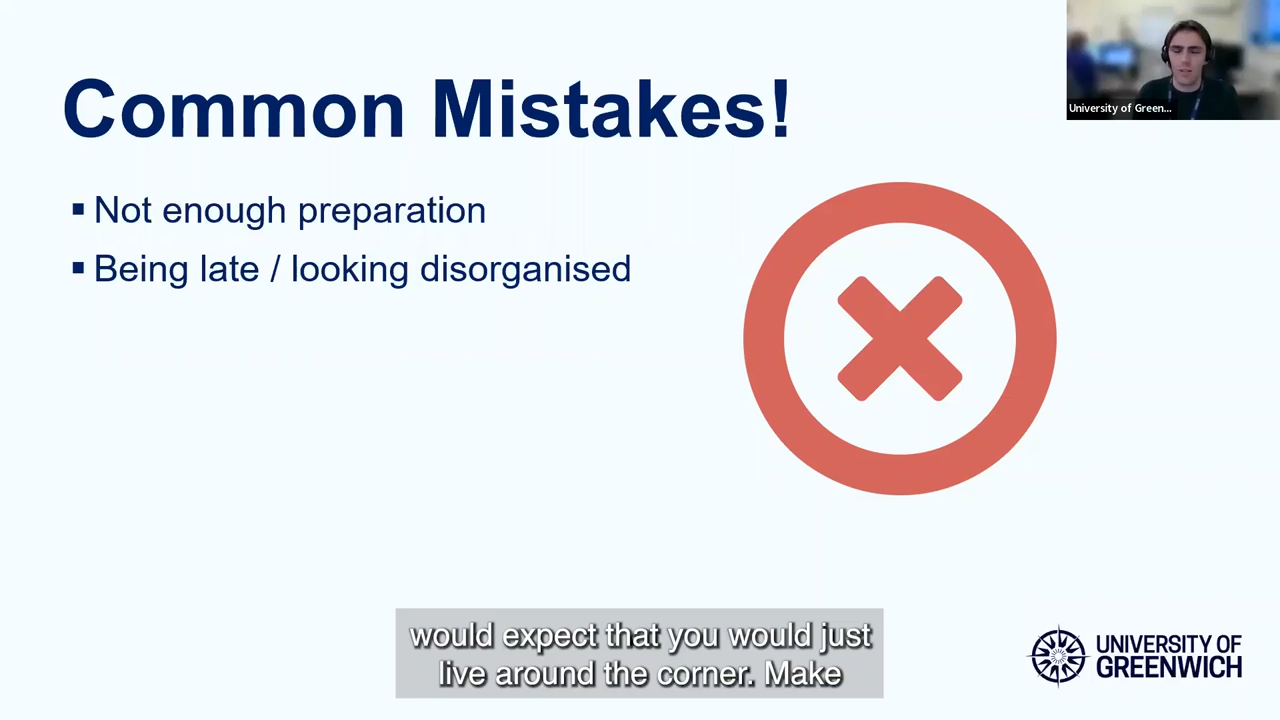 Common Mistakes!
University of Green...
▪ Not enough preparation
▪ Being late / looking disorganised
would expect that you would just
live around the corner. Make
UNIVERSITY OF
GREENWICH